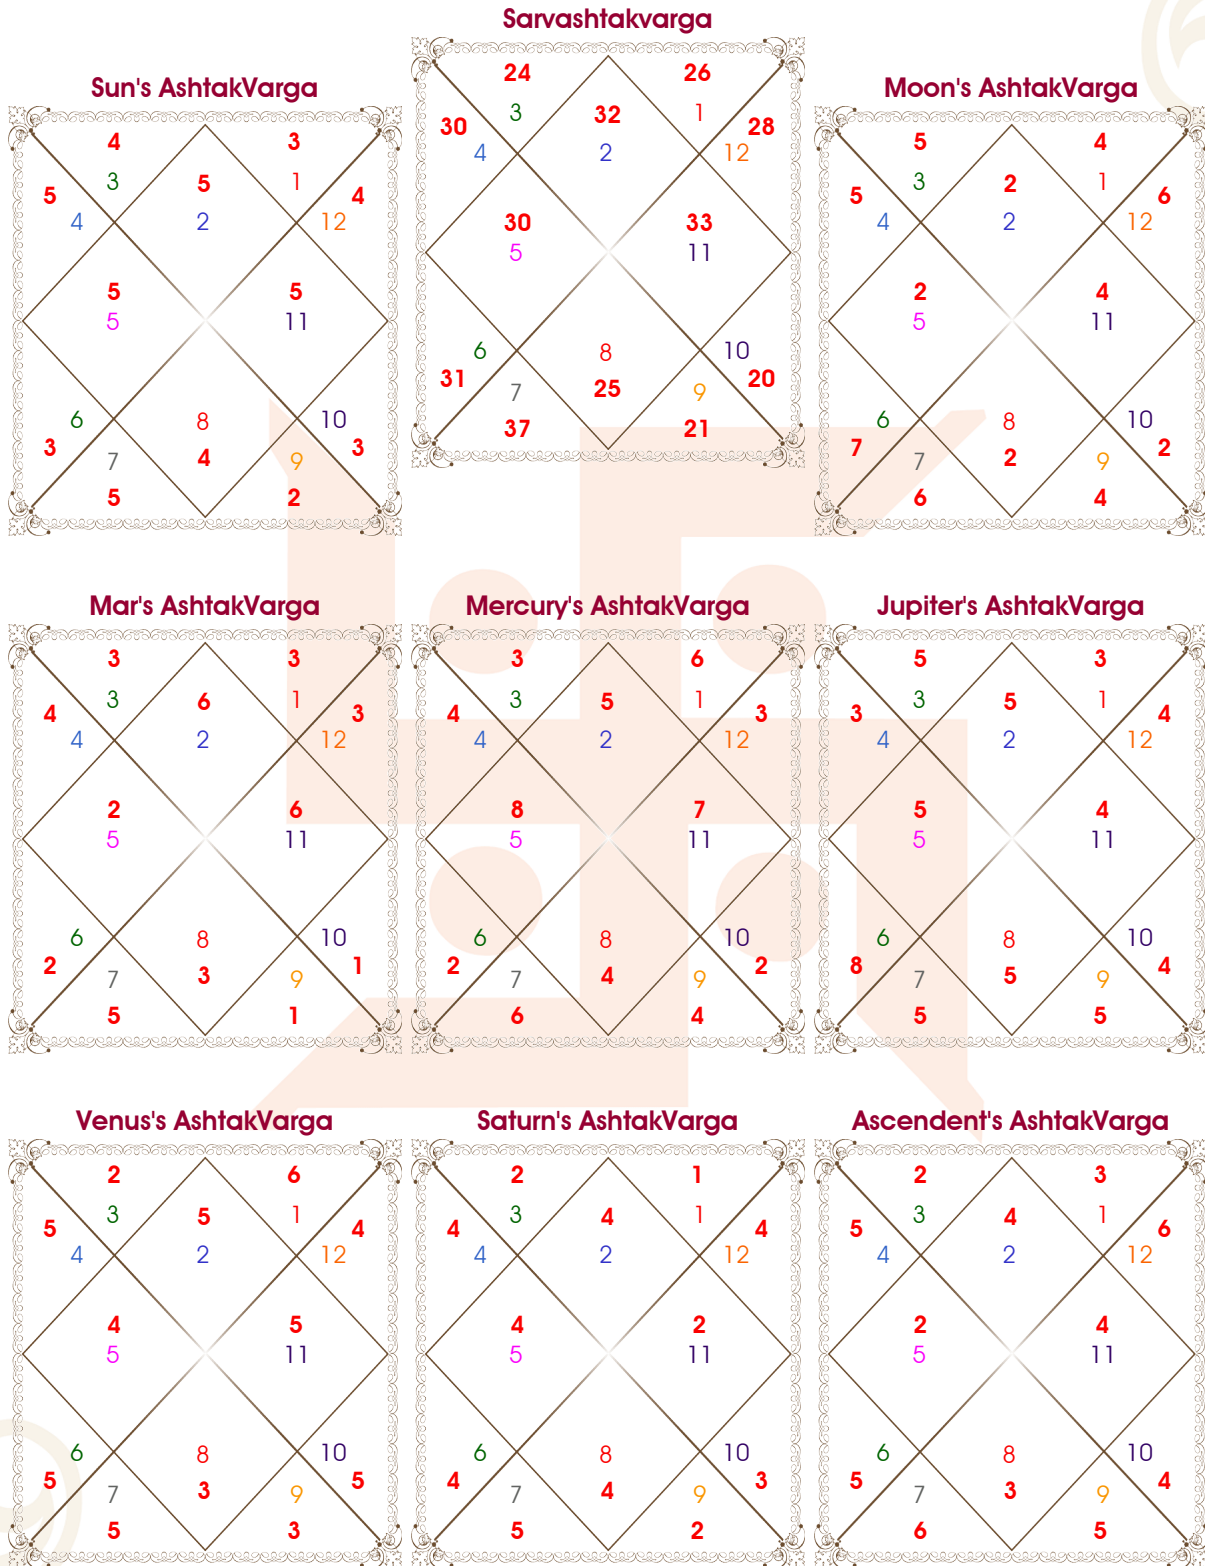 Sarvashtakvarga
24 26
30 3 32 1 28
4 2 12
30 33
5 11
6 8 10
31 7 25 9 20
37 21
Sun's AshtakVarga
4 3
5 3 5 1 4
4 2 12
5 5
5 11
6 8 10
3 7 4 9 3
5 2
Moon's AshtakVarga
5 4
5 3 2 1 6
4 2 12
2 4
5 11
6 8 10
7 7 2 9 2
6 4
Mar's AshtakVarga
3 3
4 3 6 1 3
4 2 12
2 6
5 11
6 8 10
2 7 3 9 1
5 1
Mercury's AshtakVarga
3 6
4 3 5 1 3
4 2 12
8 7
5 11
6 8 10
2 7 4 9 2
6 4
Jupiter's AshtakVarga
5 3
3 3 5 1 4
4 2 12
5 4
5 11
6 8 10
8 7 5 9 4
5 5
Venus's AshtakVarga
2 6
5 3 5 1 4
4 2 12
4 5
5 11
6 8 10
5 7 3 9 5
5 3
Saturn's AshtakVarga
2 1
4 3 4 1 4
4 2 12
4 2
5 11
6 8 10
4 7 4 9 3
5 2
Ascendent's AshtakVarga
2 3
5 3 4 1 6
4 2 12
2 4
5 11
6 8 10
5 7 3 9 4
6 5